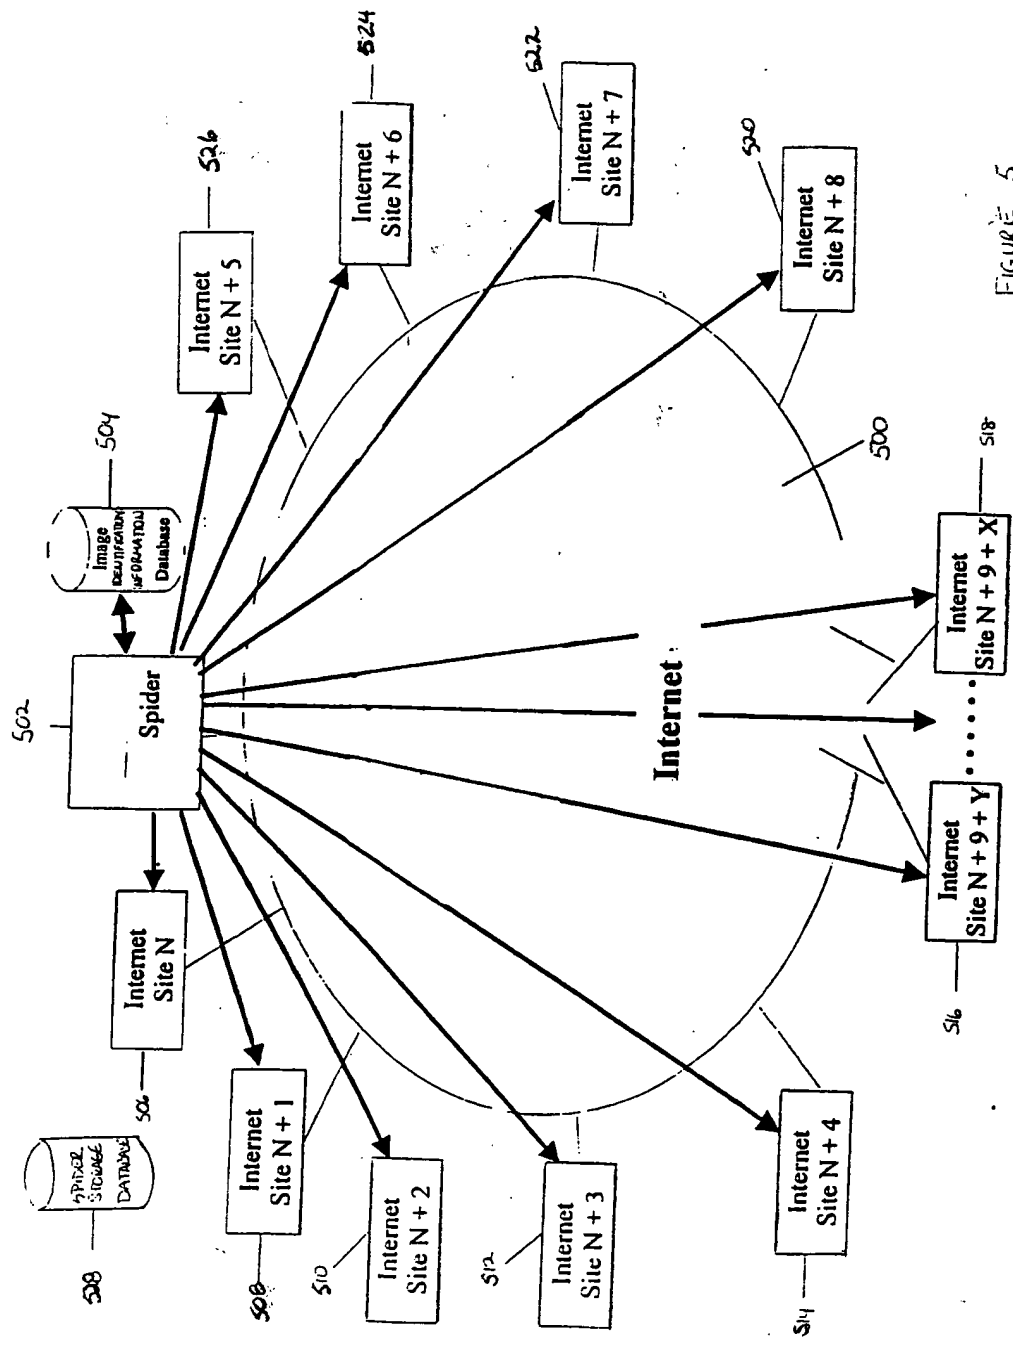 502
Spider
504
Image
IDENTIFICATION
INFORMATION
Database
528
SPIDER
STORAGE
DATABASE
506
Internet
Site N
508
Internet
Site N + 1
510
Internet
Site N + 2
512
Internet
Site N + 3
514
Internet
Site N + 4
526
Internet
Site N + 5
524
Internet
Site N + 6
522
Internet
Site N + 7
520
Internet
Site N + 8
500
Internet
516
Internet
Site N + 9 + Y
......
518
Internet
Site N + 9 + X
FIGURE 5